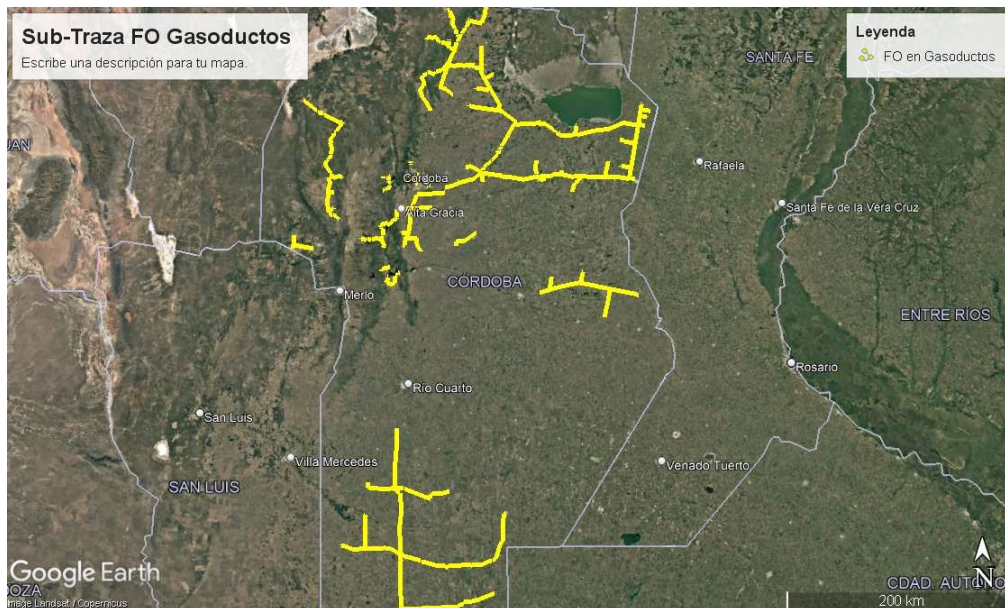 Sub-Traza FO Gasoductos
Escribe una descripción para tu mapa.
Leyenda
FO en Gasoductos
SANTA FE
UAN
Rafaela
Córdoba
Santa Fe de la Vera Cruz
Alta Gracia
CÓRDOBA
Merlo
ENTRE RÍOS
Rosario
Río Cuarto
San Luis
Villa Mercedes
Venado Tuerto
SAN LUIS
Google Earth
N
DOZA
CDAD. AUTÓNO
Image Landsat / Copernicus
200 km